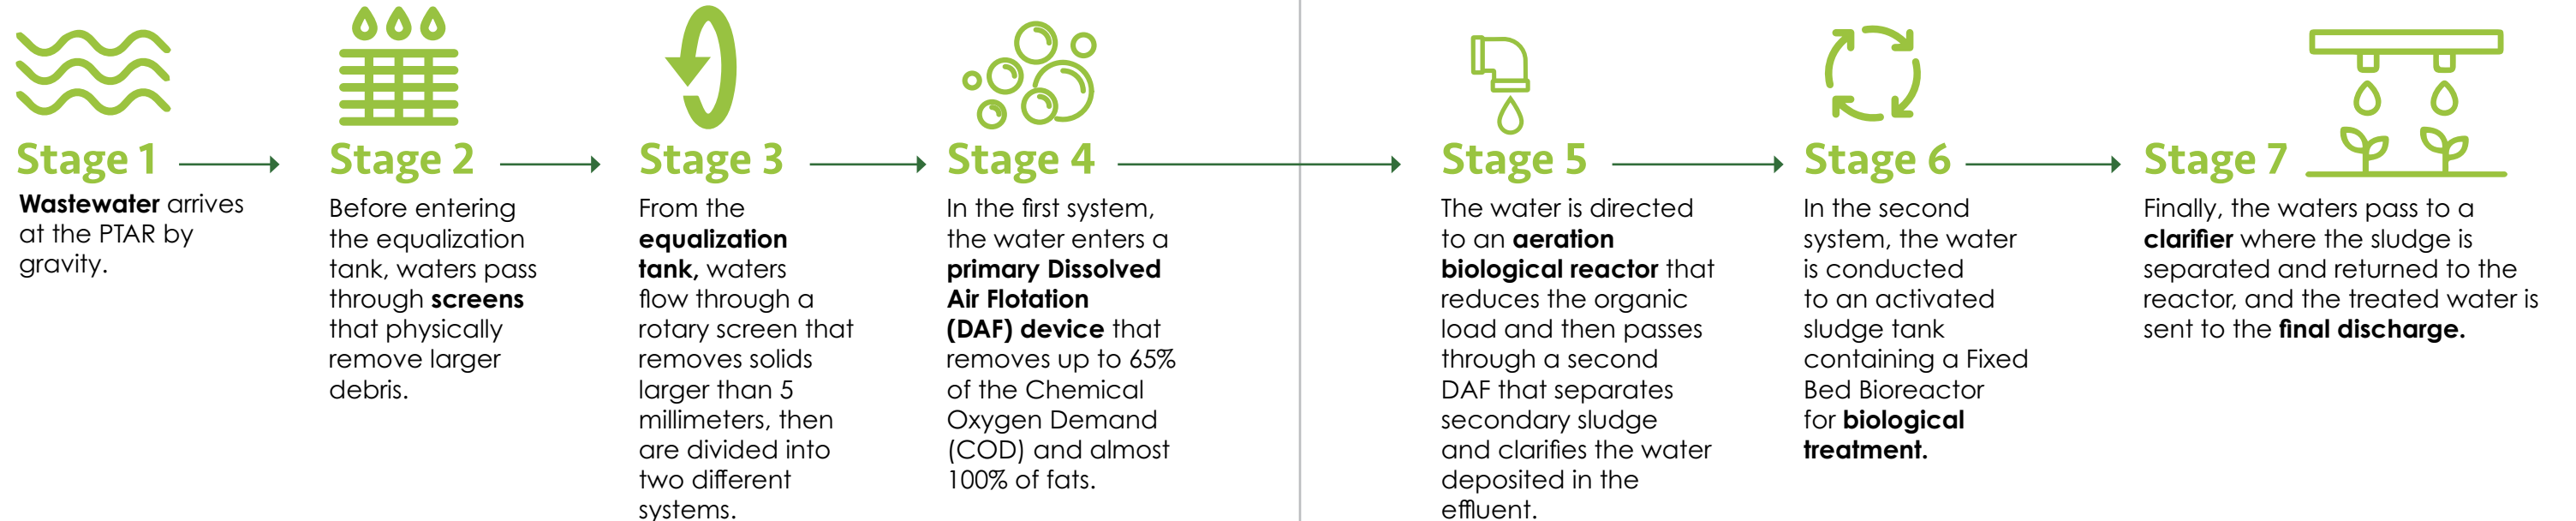 Stage 1
Wastewater arrives
at the PTAR by
gravity.
Stage 2
Before entering
the equalization
tank, waters pass
through screens
that physically
remove larger
debris.
Stage 3
From the
equalization
tank, waters
flow through a
rotary screen that
removes solids
larger than 5
millimeters, then
are divided into
two different
systems.
Stage 4
In the first system,
the water enters a
primary Dissolved
Air Flotation
(DAF) device that
removes up to 65%
of the Chemical
Oxygen Demand
(COD) and almost
100% of fats.
Stage 5
The water is directed
to an aeration
biological reactor that
reduces the organic
load and then passes
through a second
DAF that separates
secondary sludge
and clarifies the water
deposited in the
effluent.
Stage 6
In the second
system, the water
is conducted
to an activated
sludge tank
containing a Fixed
Bed Bioreactor
for biological
treatment.
Stage 7
Finally, the waters pass to a
clarifier where the sludge is
separated and returned to the
reactor, and the treated water is
sent to the final discharge.